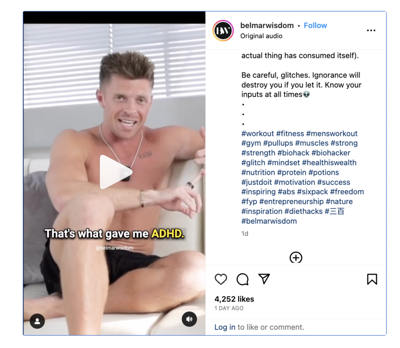 belmarwisdom • Follow
Original audio
actual thing has consumed itself).
Be careful, glitches. Ignorance will
destroy you if you let it. Know your
inputs at all times👽
•
•
•
#workout #fitness #mensworkout
#gym #pullups #muscles #strong
#strength #biohack #biohacker
#glitch #mindset #healthiswealth
#nutrition #protein #potions
#justdoit #motivation #success
#inspiring #abs #sixpack #freedom
#fyp #entrepreneurship #nature
#inspiration #diethacks #三百
#belmarwisdom
1d
That's what gave me ADHD.
@belmarwisdom
4,252 likes
1 DAY AGO
Log in to like or comment.